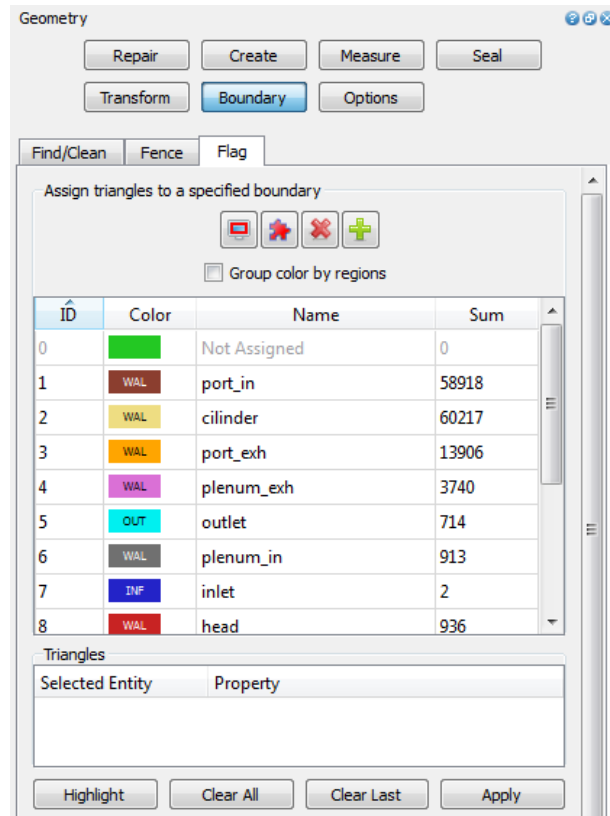 Geometry
Repair Create Measure Seal
Transform Boundary Options
Find/Clean Fence Flag
Assign triangles to a specified boundary
Group color by regions
ID Color Name Sum
0 Not Assigned 0
1 WAL port_in 58918
2 WAL cilinder 60217
3 WAL port_exh 13906
4 WAL plenum_exh 3740
5 OUT outlet 714
6 WAL plenum_in 913
7 INF inlet 2
8 WAL head 936
Triangles
Selected Entity Property
Highlight Clear All Clear Last Apply